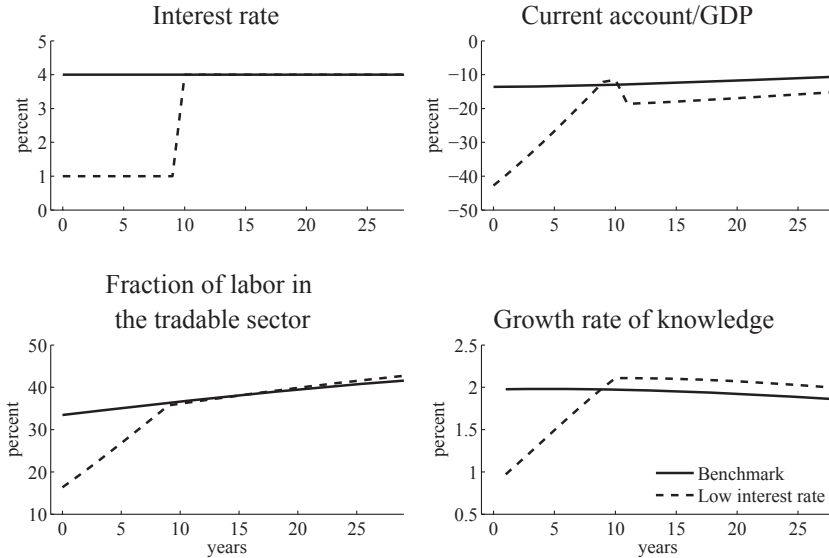 Interest rate
5
4
3
2
1
0
percent
0 5 10 15 20 25
Current account/GDP
0
−10
−20
−30
−40
−50
percent
0 5 10 15 20 25
Fraction of labor in
the tradable sector
50
40
30
20
10
percent
0 5 10 15 20 25
years
Growth rate of knowledge
2.5
2
1.5
1
0.5
percent
Benchmark
Low interest rate
0 5 10 15 20 25
years